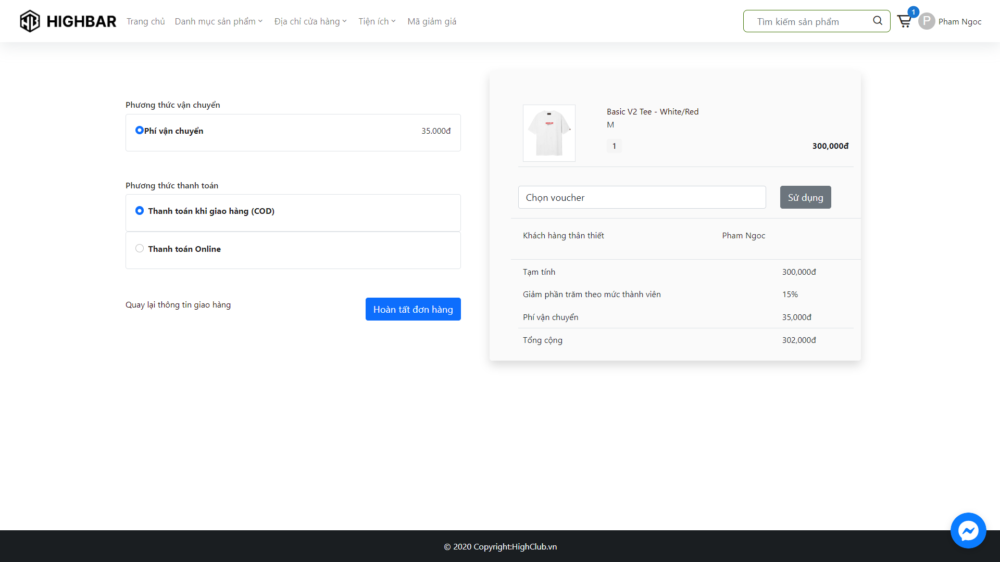 HIGHBAR
Trang chủ
Danh mục sản phẩm
Địa chỉ cửa hàng
Tiện ích
Mã giảm giá
Tìm kiếm sản phẩm
1
P
Pham Ngoc
Phương thức vận chuyển
Phí vận chuyển
35.000đ
Phương thức thanh toán
Thanh toán khi giao hàng (COD)
Thanh toán Online
Quay lại thông tin giao hàng
Hoàn tất đơn hàng
Basic V2 Tee - White/Red
M
1
300,000đ
Chọn voucher
Sử dụng
Khách hàng thân thiết
Pham Ngoc
Tạm tính
300,000đ
Giảm phần trăm theo mức thành viên
15%
Phí vận chuyển
35,000đ
Tổng cộng
302,000đ
© 2020 Copyright:HighClub.vn